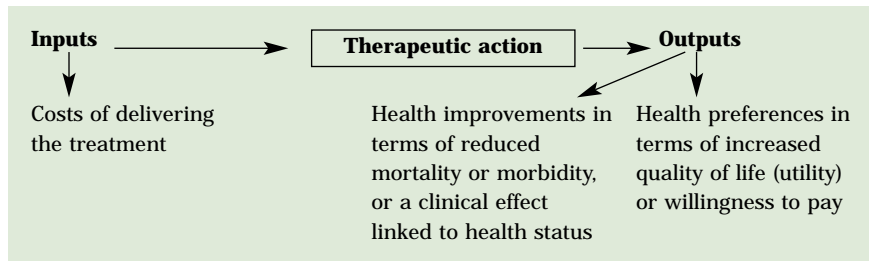 Inputs
Therapeutic action
Outputs
Costs of delivering
the treatment
Health improvements in
terms of reduced
mortality or morbidity,
or a clinical effect
linked to health status
Health preferences in
terms of increased
quality of life (utility)
or willingness to pay